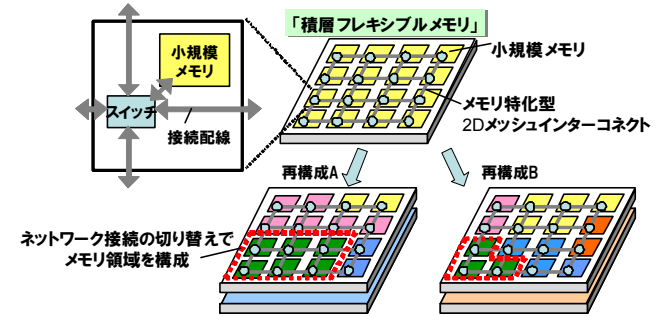 「積層フレキシブルメモリ」
小規模
メモリ
スイッチ
接続配線
小規模メモリ
メモリ特化型
2Dメッシュインターコネクト
再構成A
再構成B
ネットワーク接続の切り替えで
メモリ領域を構成